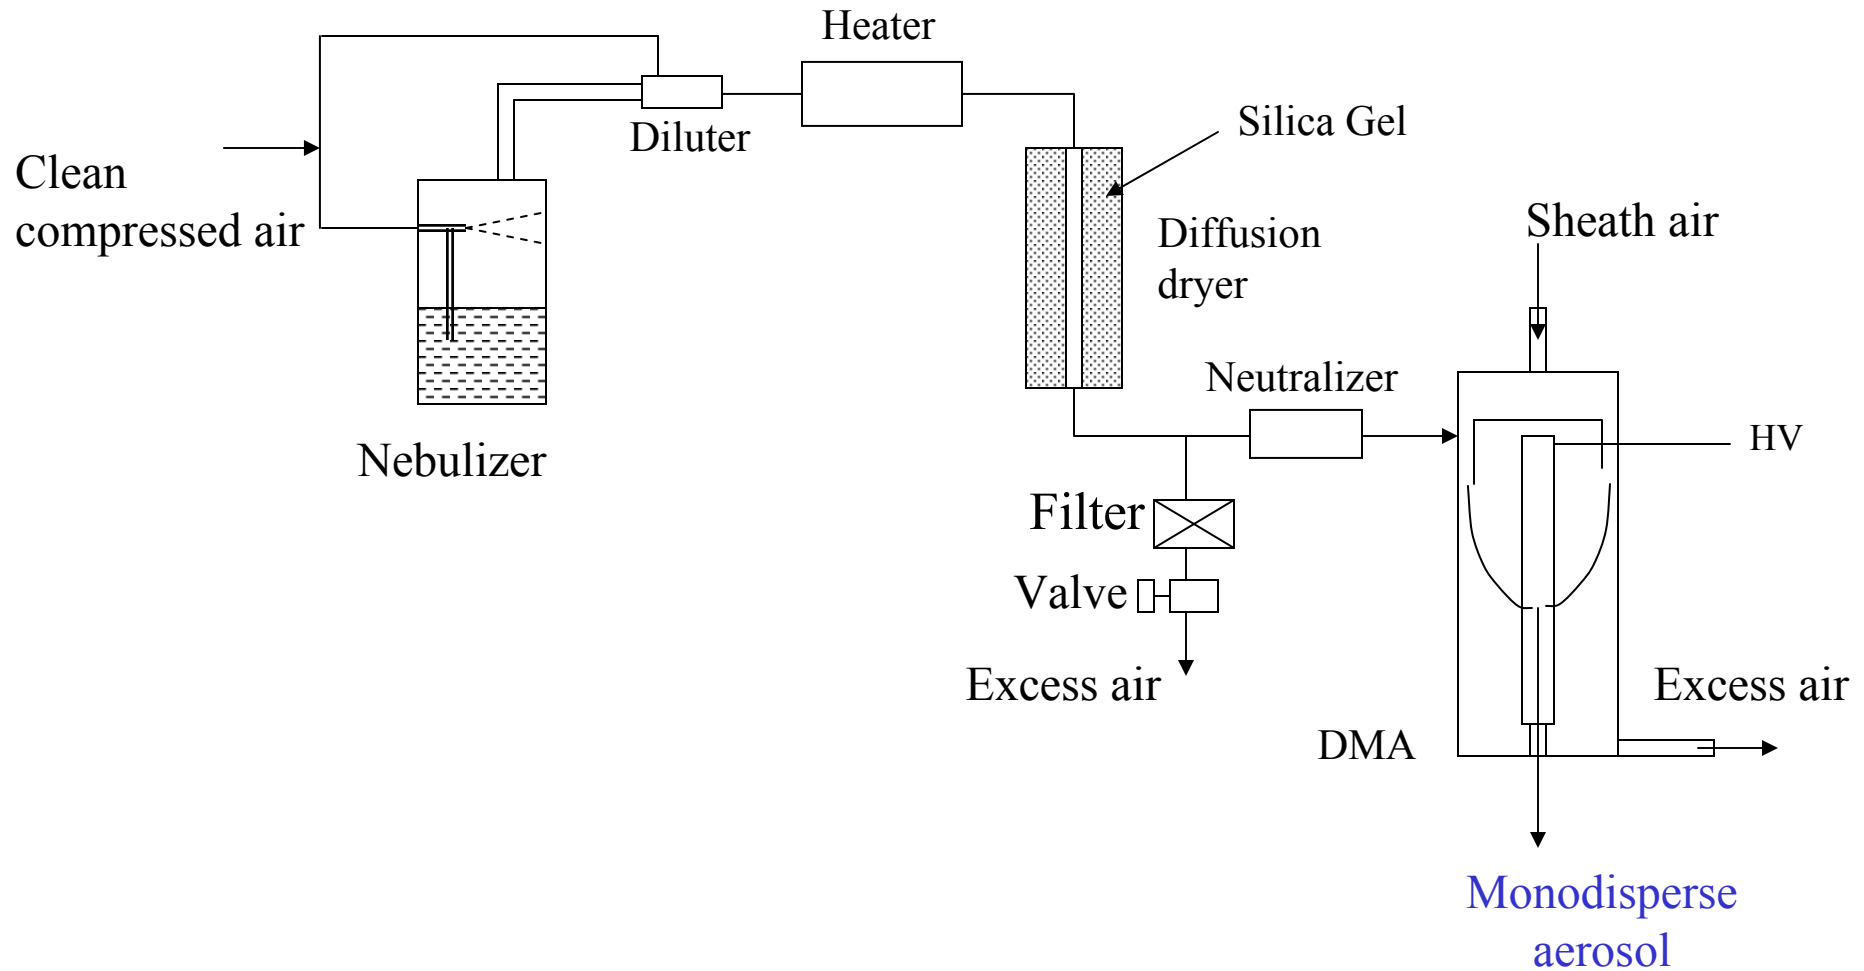 Heater
Diluter
Silica Gel
Clean
compressed air
Diffusion
dryer
Sheath air
Neutralizer
HV
Nebulizer
Filter
Valve
Excess air
Excess air
DMA
Monodisperse
aerosol